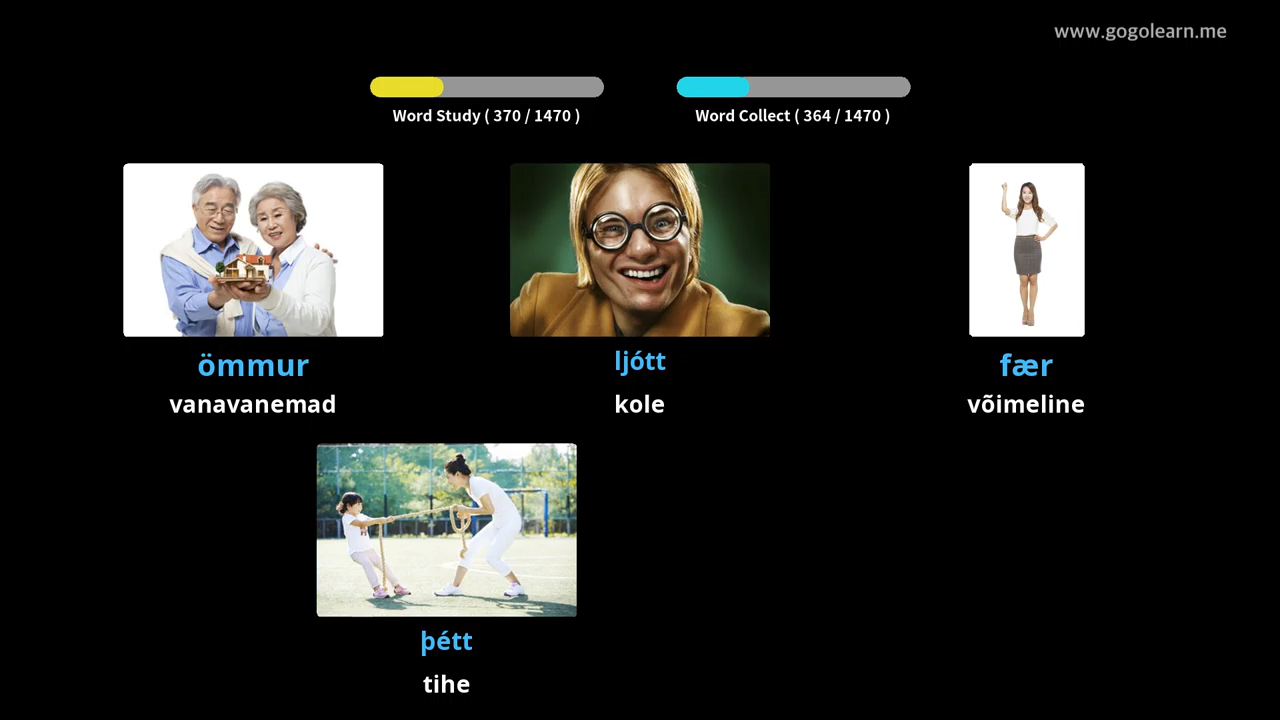 www.gogolearn.me
Word Study ( 370 / 1470 )
Word Collect ( 364 / 1470 )
ömmur
vanavanemad
ljótt
kole
fær
võimeline
þétt
tihe